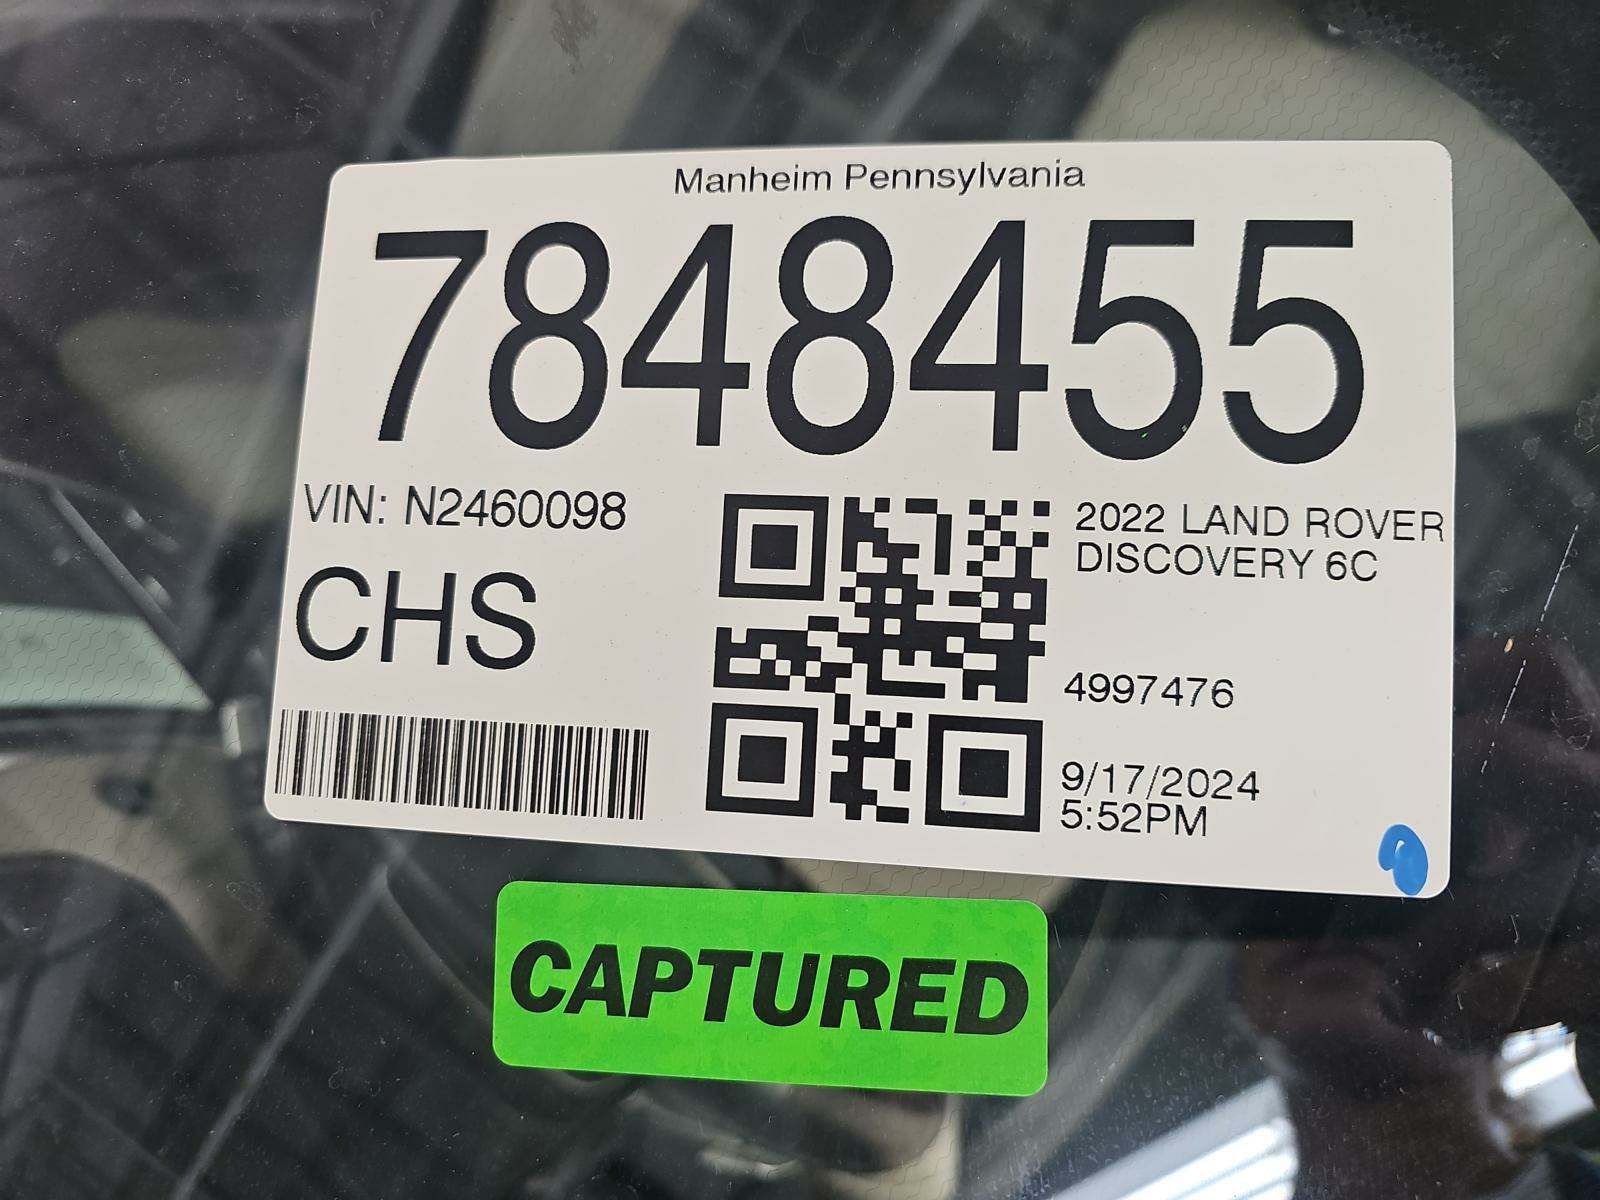 Manheim Pennsylvania
7848455
VIN: N2460098
CHS
2022 LAND ROVER
DISCOVERY 6C
4997476
9/17/2024
5:52PM
CAPTURED